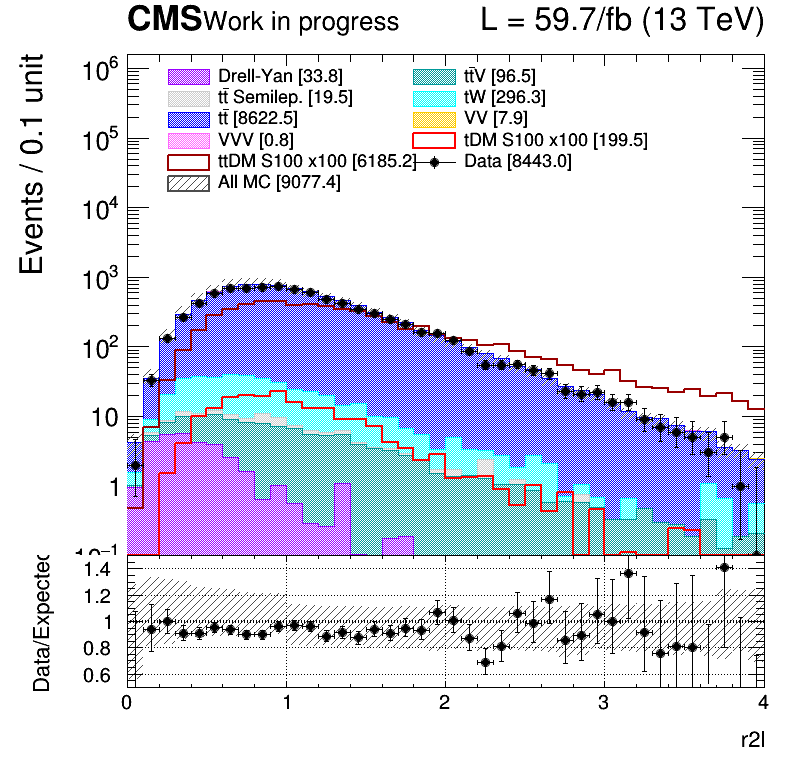 CMS Work in progress L = 59.7/fb (13 TeV)
Events / 0.1 unit
10⁶
10⁵
10⁴
10³
10²
10
1
10⁻¹
Drell-Yan [33.8] tt̄V [96.5]
tt̄ Semilep. [19.5] tW [296.3]
tt̄ [8622.5] VV [7.9]
VVV [0.8] tDM S100 x100 [199.5]
ttDM S100 x100 [6185.2] Data [8443.0]
All MC [9077.4]
Data/Expected
1.4
1.2
1
0.8
0.6
0 1 2 3 4
r2l